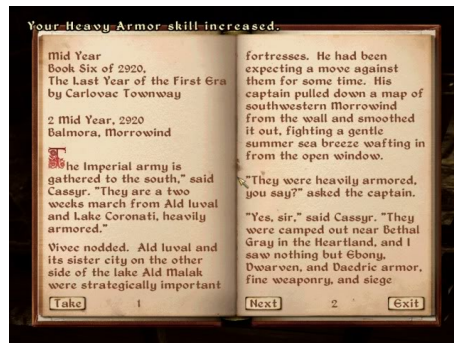 Your Heavy Armor skill increased.
Mid Year
Book Six of 2920,
The Last Year of the First Era
by Carlovac Townway
2 Mid Year, 2920
Balmora, Morrowind
The Imperial army is
gathered to the south," said
Cassyr. "They are a two
weeks march from Ald Iuval
and Lake Coronati, heavily
armored."
Vivec nodded. Ald Iuval and
its sister city on the other
side of the lake Ald Malak
were strategically important
Take
1
fortresses. He had been
expecting a move against
them for some time. His
captain pulled down a map of
southwestern Morrowind
from the wall and smoothed
it out, fighting a gentle
summer sea breeze wafting in
from the open window.
"They were heavily armored,
you say?" asked the captain.
"Yes, sir," said Cassyr. "They
were camped out near Bethal
Gray in the Heartland, and I
saw nothing but Ebony,
Dwarven, and Daedric armor,
fine weaponry, and siege
Next
2
Exit